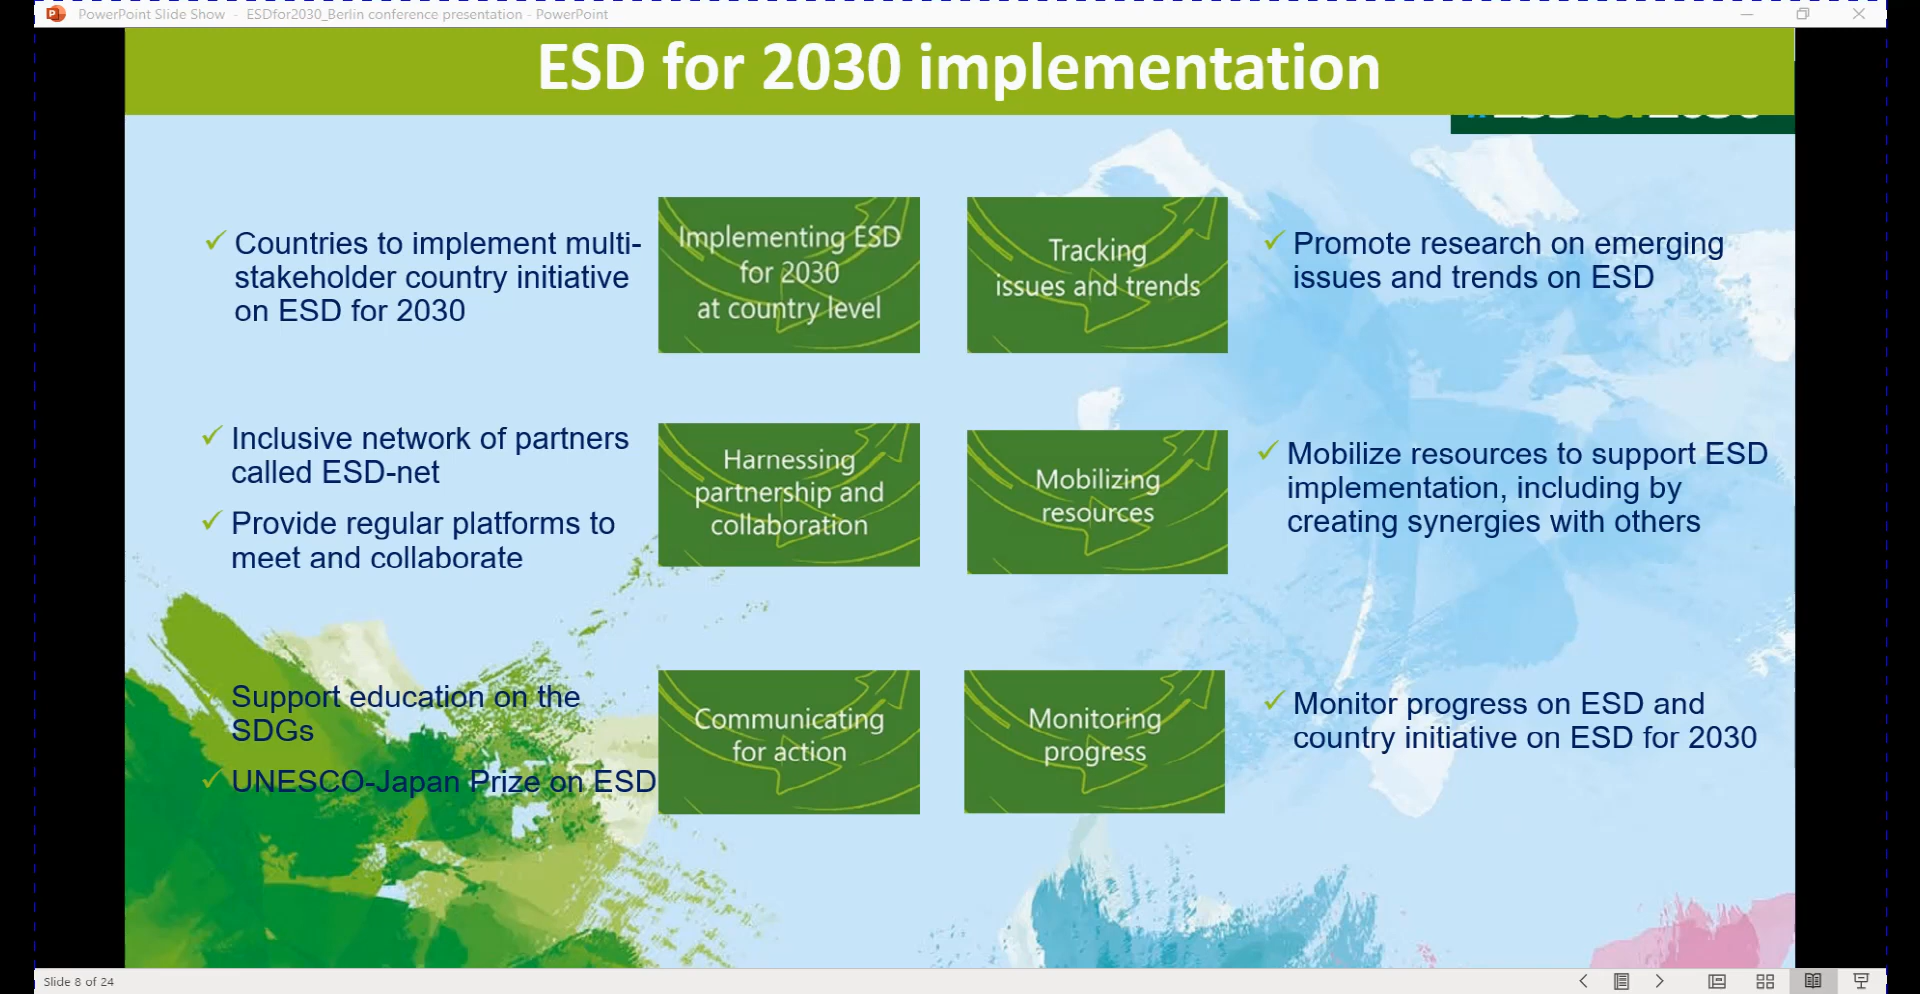 PowerPoint Slide Show - ESDfor2030_Berlin conference presentation - PowerPoint
ESD for 2030 implementation
Countries to implement multi-
stakeholder country initiative
on ESD for 2030
Implementing ESD
for 2030
at country level
Tracking
issues and trends
Promote research on emerging
issues and trends on ESD
Inclusive network of partners
called ESD-net
Provide regular platforms to
meet and collaborate
Harnessing
partnership and
collaboration
Mobilizing
resources
Mobilize resources to support ESD
implementation, including by
creating synergies with others
Support education on the
SDGs
UNESCO-Japan Prize on ESD
Communicating
for action
Monitoring
progress
Monitor progress on ESD and
country initiative on ESD for 2030
Slide 8 of 24